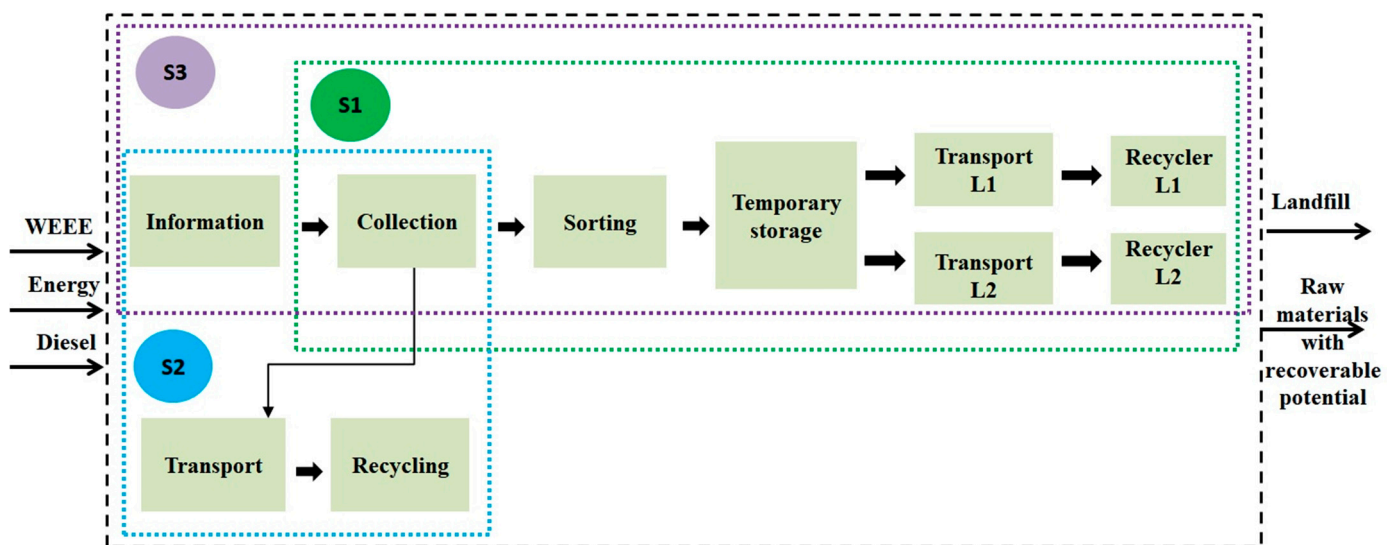 S3
S1
Information
Collection
Sorting
Temporary
storage
Transport
L1
Recycler
L1
Transport
L2
Recycler
L2
WEEE
Energy
Diesel
S2
Transport
Recycling
Landfill
Raw
materials
with
recoverable
potential